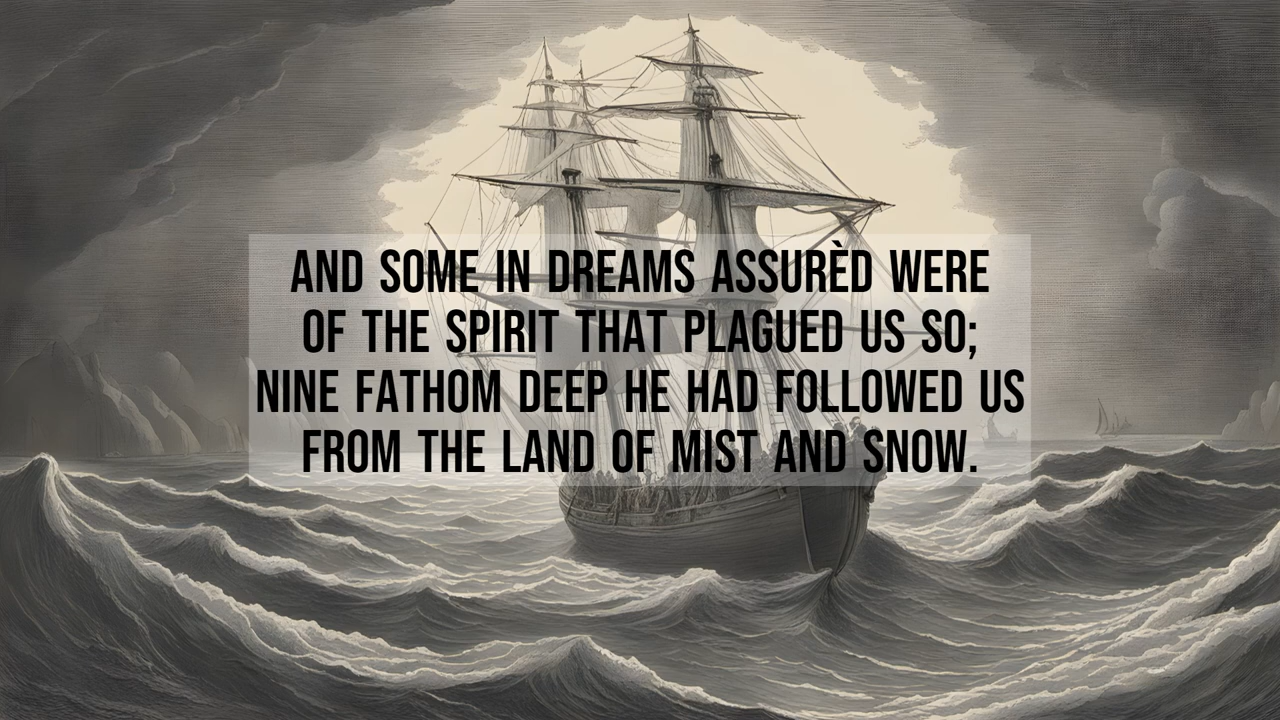 AND SOME IN DREAMS ASSURÈD WERE
OF THE SPIRIT THAT PLAGUED US SO;
NINE FATHOM DEEP HE HAD FOLLOWED US
FROM THE LAND OF MIST AND SNOW.